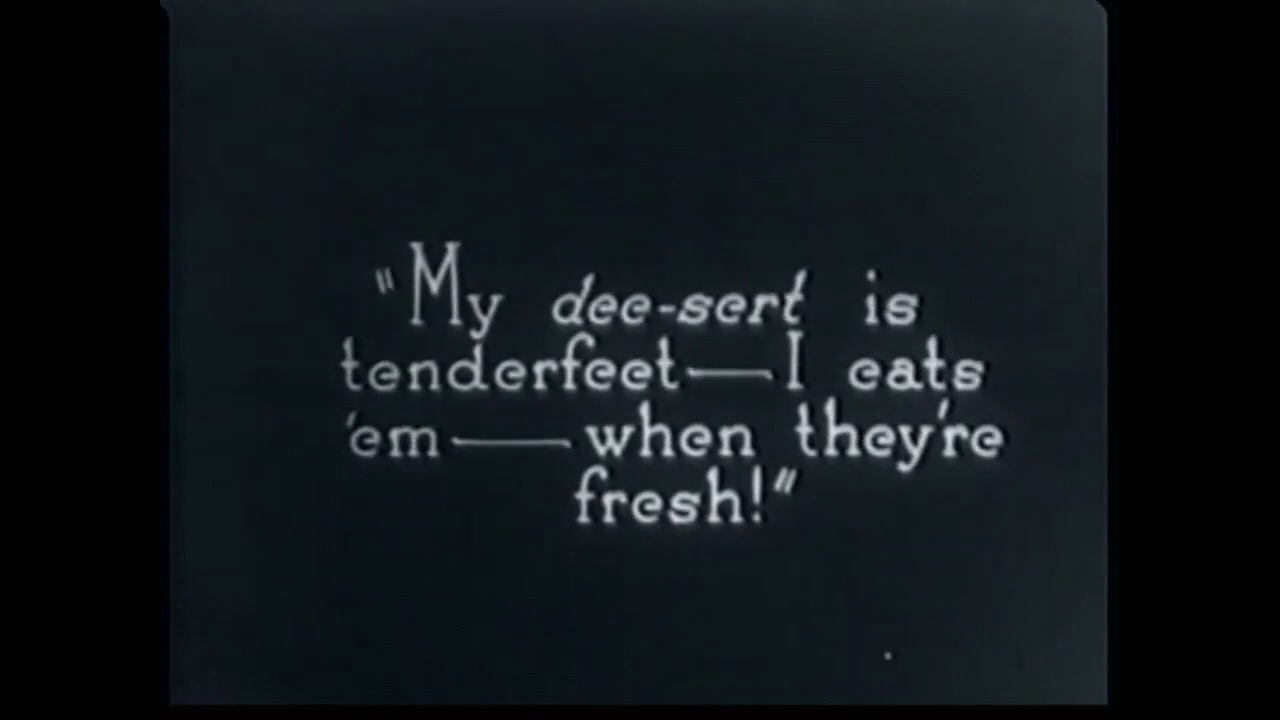 "My dee-sert is
tenderfeet—I eats
'em—when they're
fresh!"